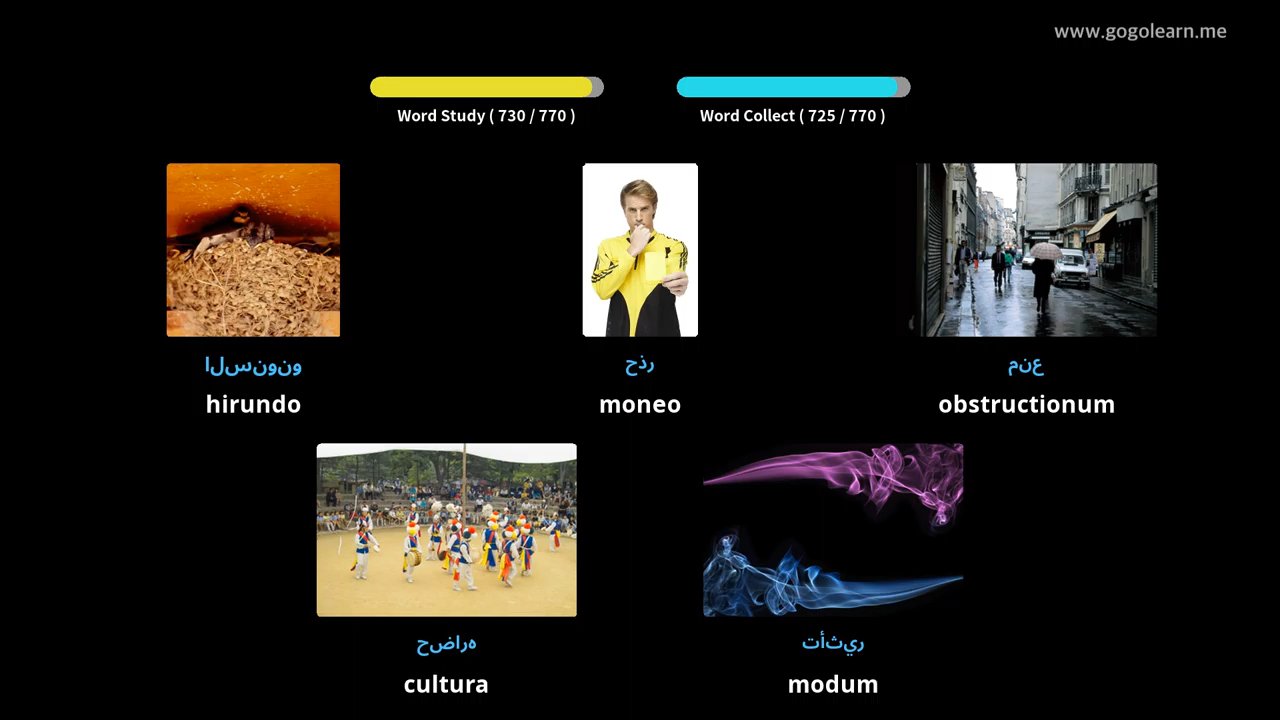 www.gogolearn.me
Word Study ( 730 / 770 )
Word Collect ( 725 / 770 )
السنونو
حذر
منع
hirundo
moneo
obstructionum
حضاره
تأثير
cultura
modum